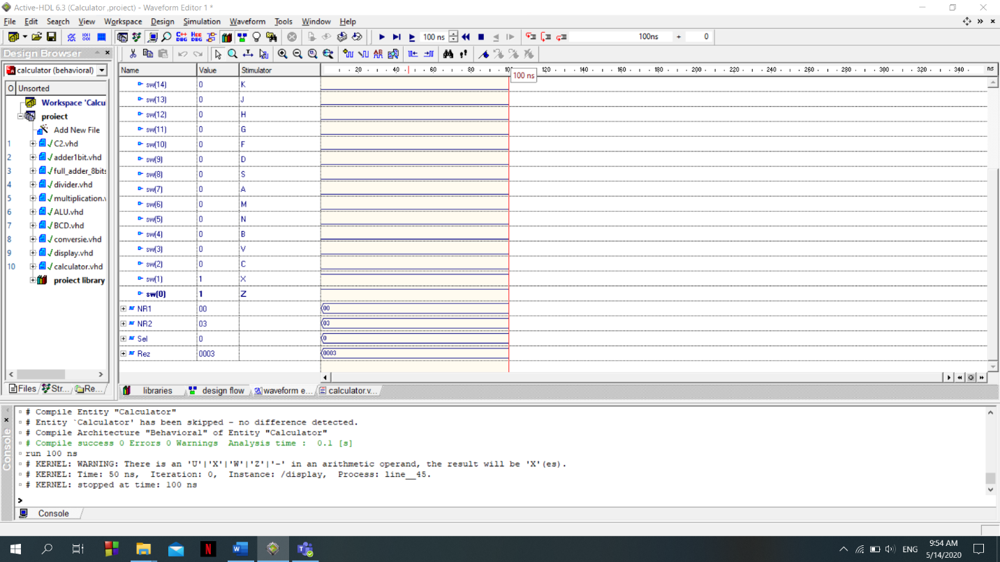 Active-HDL 6.3 (Calculator ,proiect) - Waveform Editor 1 *
File Edit Search View Workspace Design Simulation Waveform Tools Window Help
100 ns 100ns + 0
Design Browser
calculator (behavioral)
Name Value Stimulator 20 40 60 80 100 120 140 160 180 200 220 240 260 280 300 320 340 ns
100 ns
O Unsorted
Workspace 'Calcu
proiect
Add New File
1 C2.vhd
2 adder1bit.vhd
3 full_adder_8bits
4 divider.vhd
5 multiplication.v
6 ALU.vhd
7 BCD.vhd
8 conversie.vhd
9 display.vhd
10 calculator.vhd
proiect library
sw(14) 0 K
sw(13) 0 J
sw(12) 0 H
sw(11) 0 G
sw(10) 0 F
sw(9) 0 D
sw(8) 0 S
sw(7) 0 A
sw(6) 0 M
sw(5) 0 N
sw(4) 0 B
sw(3) 0 V
sw(2) 0 C
sw(1) 1 X
sw(0) 1 Z
NR1 00 00
NR2 03 03
Sel 0 0
Rez 0003 0003
Files Str... Re...
libraries design flow waveform e... calculator.v...
# Compile Entity "Calculator"
# Entity `Calculator' has been skipped - no difference detected.
# Compile Architecture "Behavioral" of Entity "Calculator"
# Compile success 0 Errors 0 Warnings Analysis time : 0.1 [s]
run 100 ns
# KERNEL: WARNING: There is an 'U'|'X'|'W'|'Z'|'-' in an arithmetic operand, the result will be 'X'(es).
# KERNEL: Time: 50 ns, Iteration: 0, Instance: /display, Process: line__45.
# KERNEL: stopped at time: 100 ns
>
Console
Console
ENG
9:54 AM
5/14/2020